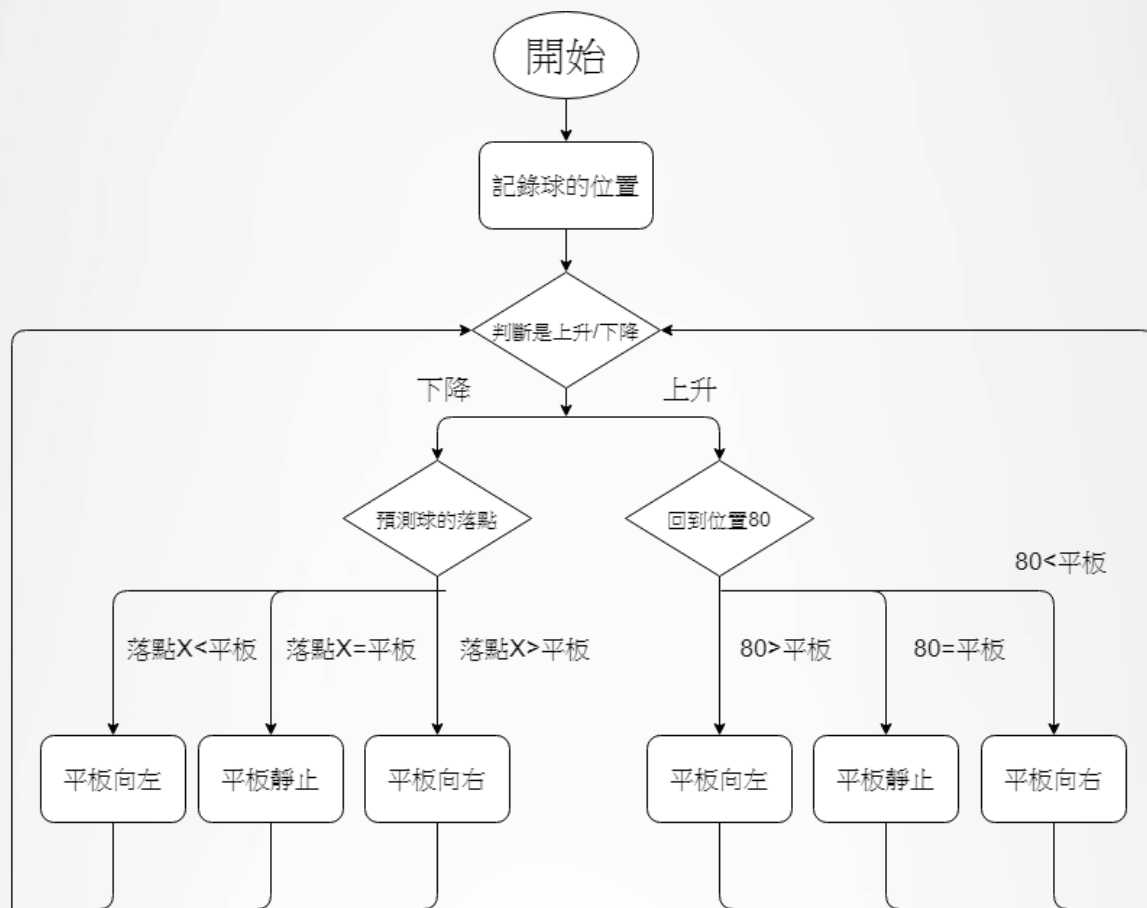 開始
記錄球的位置
判斷是上升/下降
下降
上升
預測球的落點
回到位置80
80<平板
落點X<平板
落點X=平板
落點X>平板
80>平板
80=平板
平板向左
平板靜止
平板向右
平板向左
平板靜止
平板向右